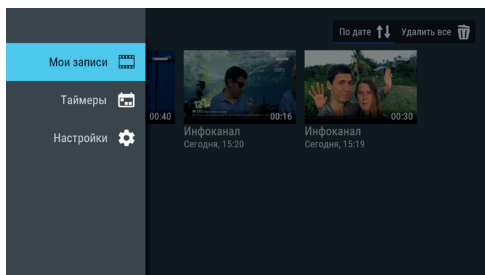 По дате
Удалить все
Мои записи
Таймеры
Настройки
00:40
00:16
00:30
Инфоканал
Сегодня, 15:20
Инфоканал
Сегодня, 15:19